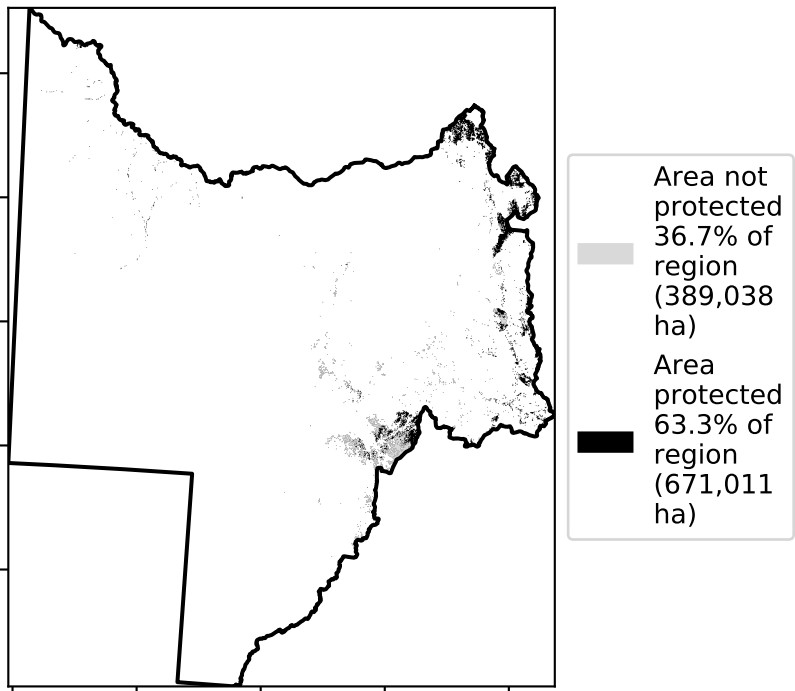 Area not
protected
36.7% of
region
(389,038
ha)
Area
protected
63.3% of
region
(671,011
ha)